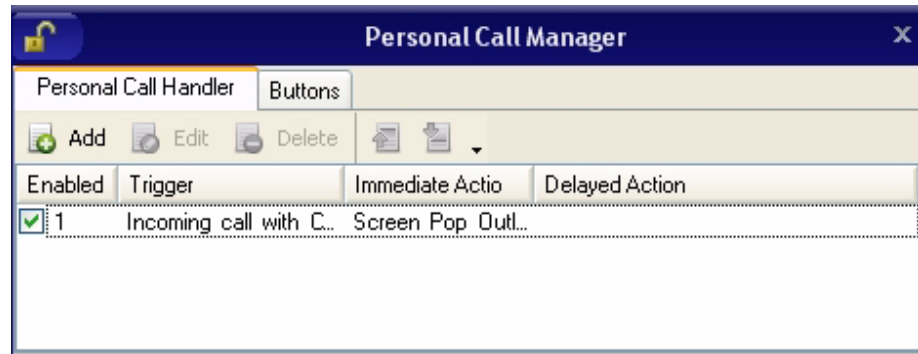 Personal Call Manager
Personal Call Handler Buttons
Add Edit Delete
Enabled Trigger Immediate Actio Delayed Action
1 Incoming call with C... Screen Pop Outl...